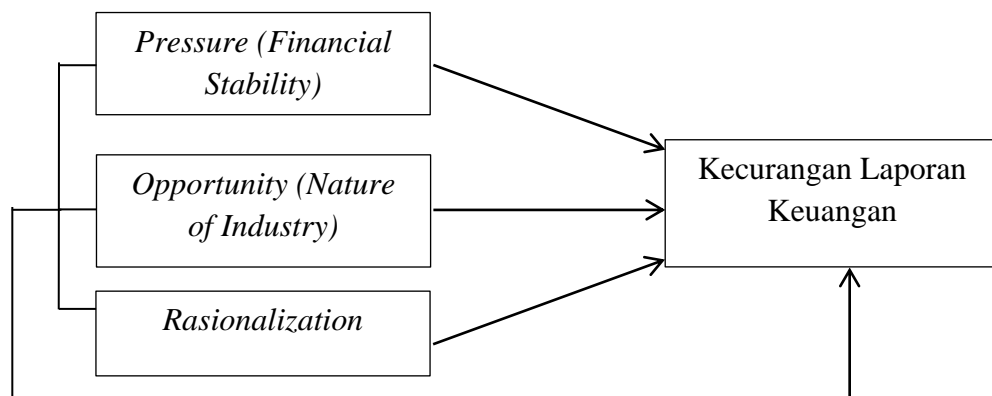 Pressure (Financial
Stability)
Opportunity (Nature
of Industry)
Rasionalization
Kecurangan Laporan
Keuangan